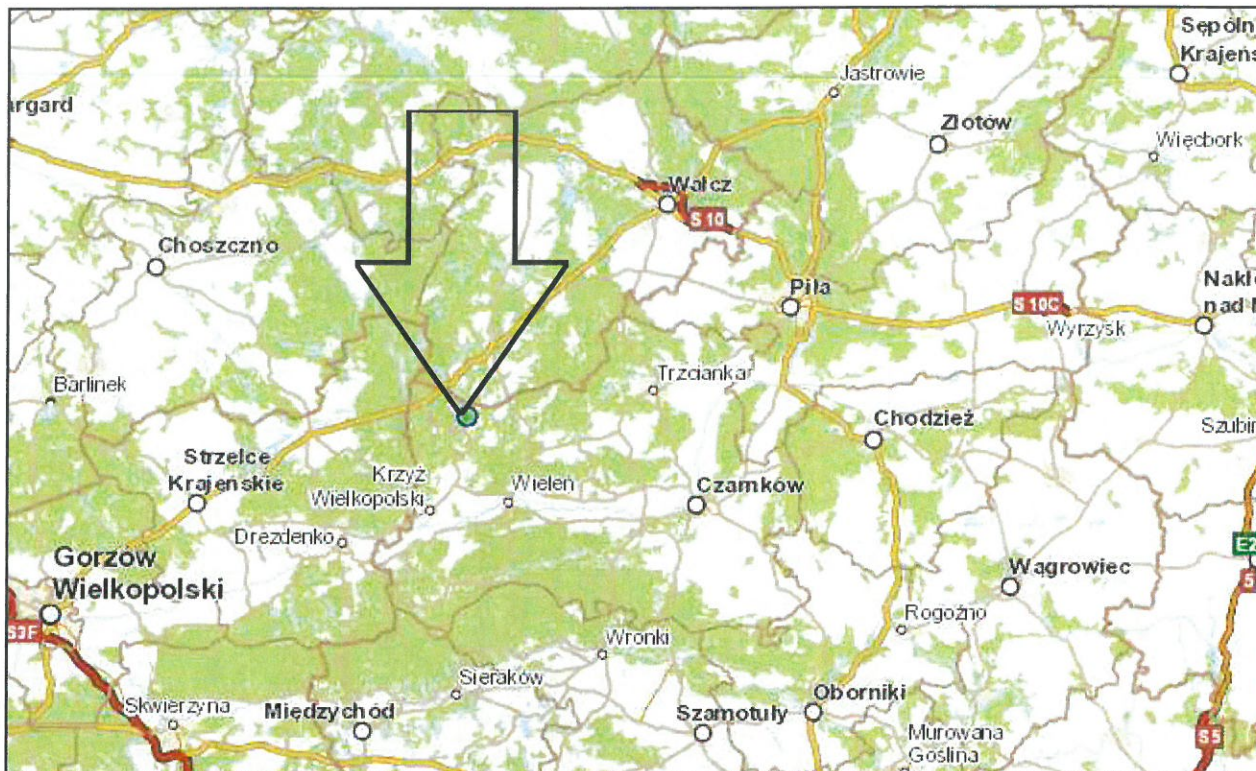 Sępóln
Krajeńs
Jastrowie
argard
Złotów
Więcbork
Wałcz
S 10
Choszczno
Piła
S 10C
Nakło
nad
Wyrzysk
Barlinek
Trzcianka
Chodzież
Szubin
Strzelce
Krajeńskie
Krzyż
Wielkopolski
Wieleń
Czarnków
Drezdenko
Gorzów
Wielkopolski
E2
Wągrowiec
Rogoźno
S3F
Wronki
Sieraków
Oborniki
Skwierzyna
Międzychód
Szamotuły
Murowana
Goślina
S5